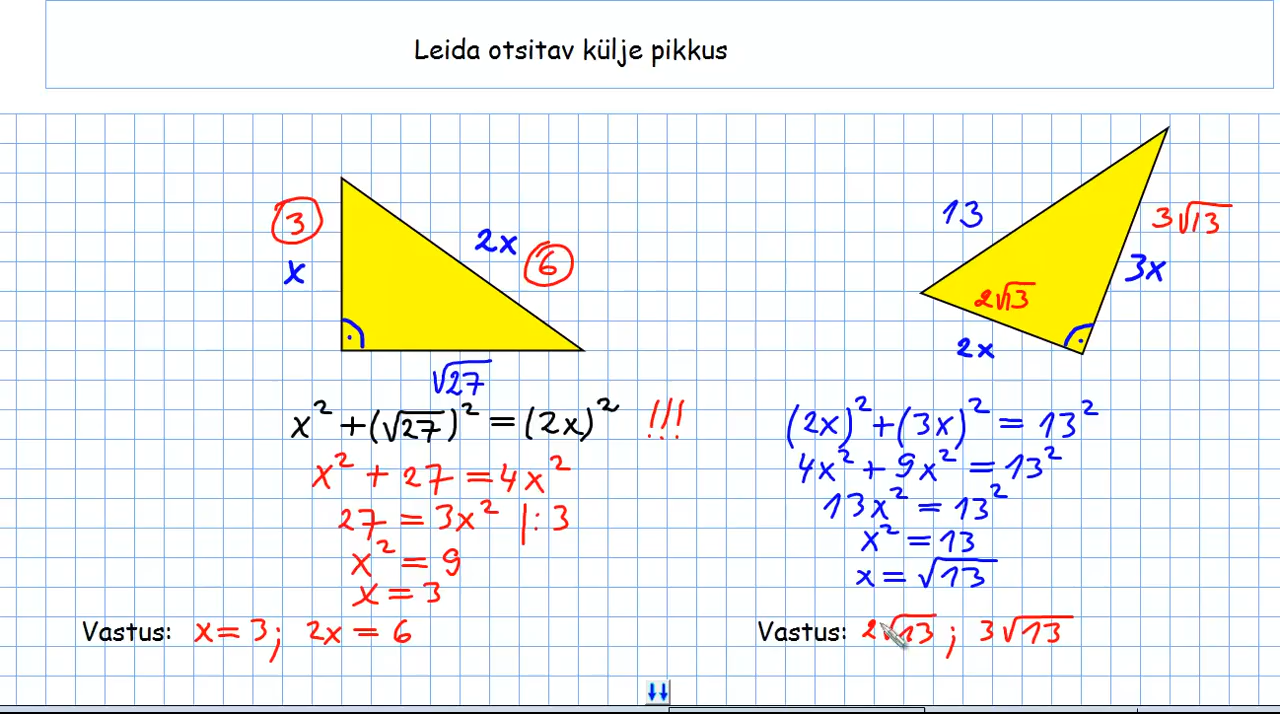 Leida otsitav külje pikkus
3
x
2x
6
√27
x² + (√27)² = (2x)² !!!
x² + 27 = 4x²
27 = 3x² |: 3
x² = 9
x = 3
Vastus: x = 3; 2x = 6
13
3√13
3x
2√13
2x
(2x)² + (3x)² = 13²
4x² + 9x² = 13²
13x² = 13²
x² = 13
x = √13
Vastus: 2√13 ; 3√13